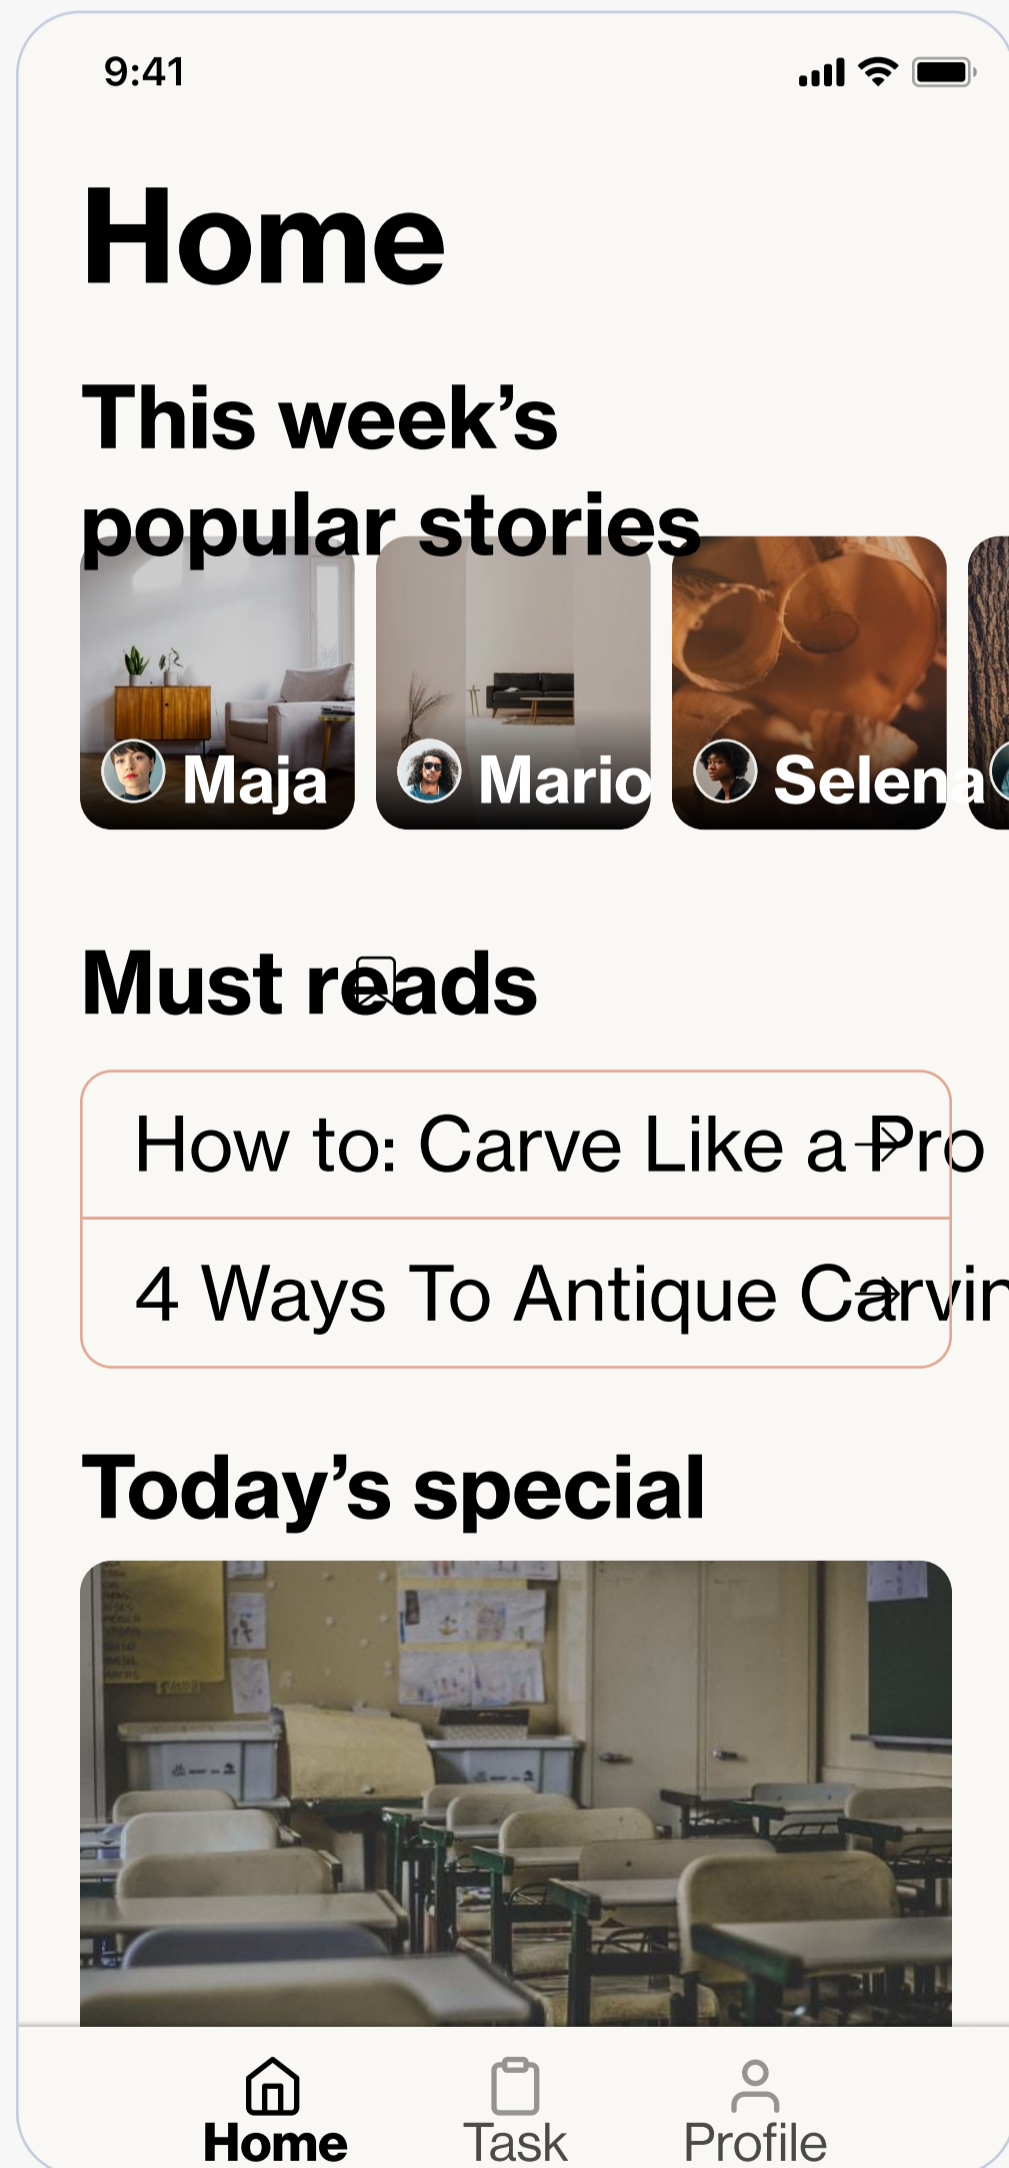 9:41
Home
This week’s
popular stories
Maja
Mario
Selena
Must reads
How to: Carve Like a Pro
4 Ways To Antique
Today’s special
Home
Task
Profile